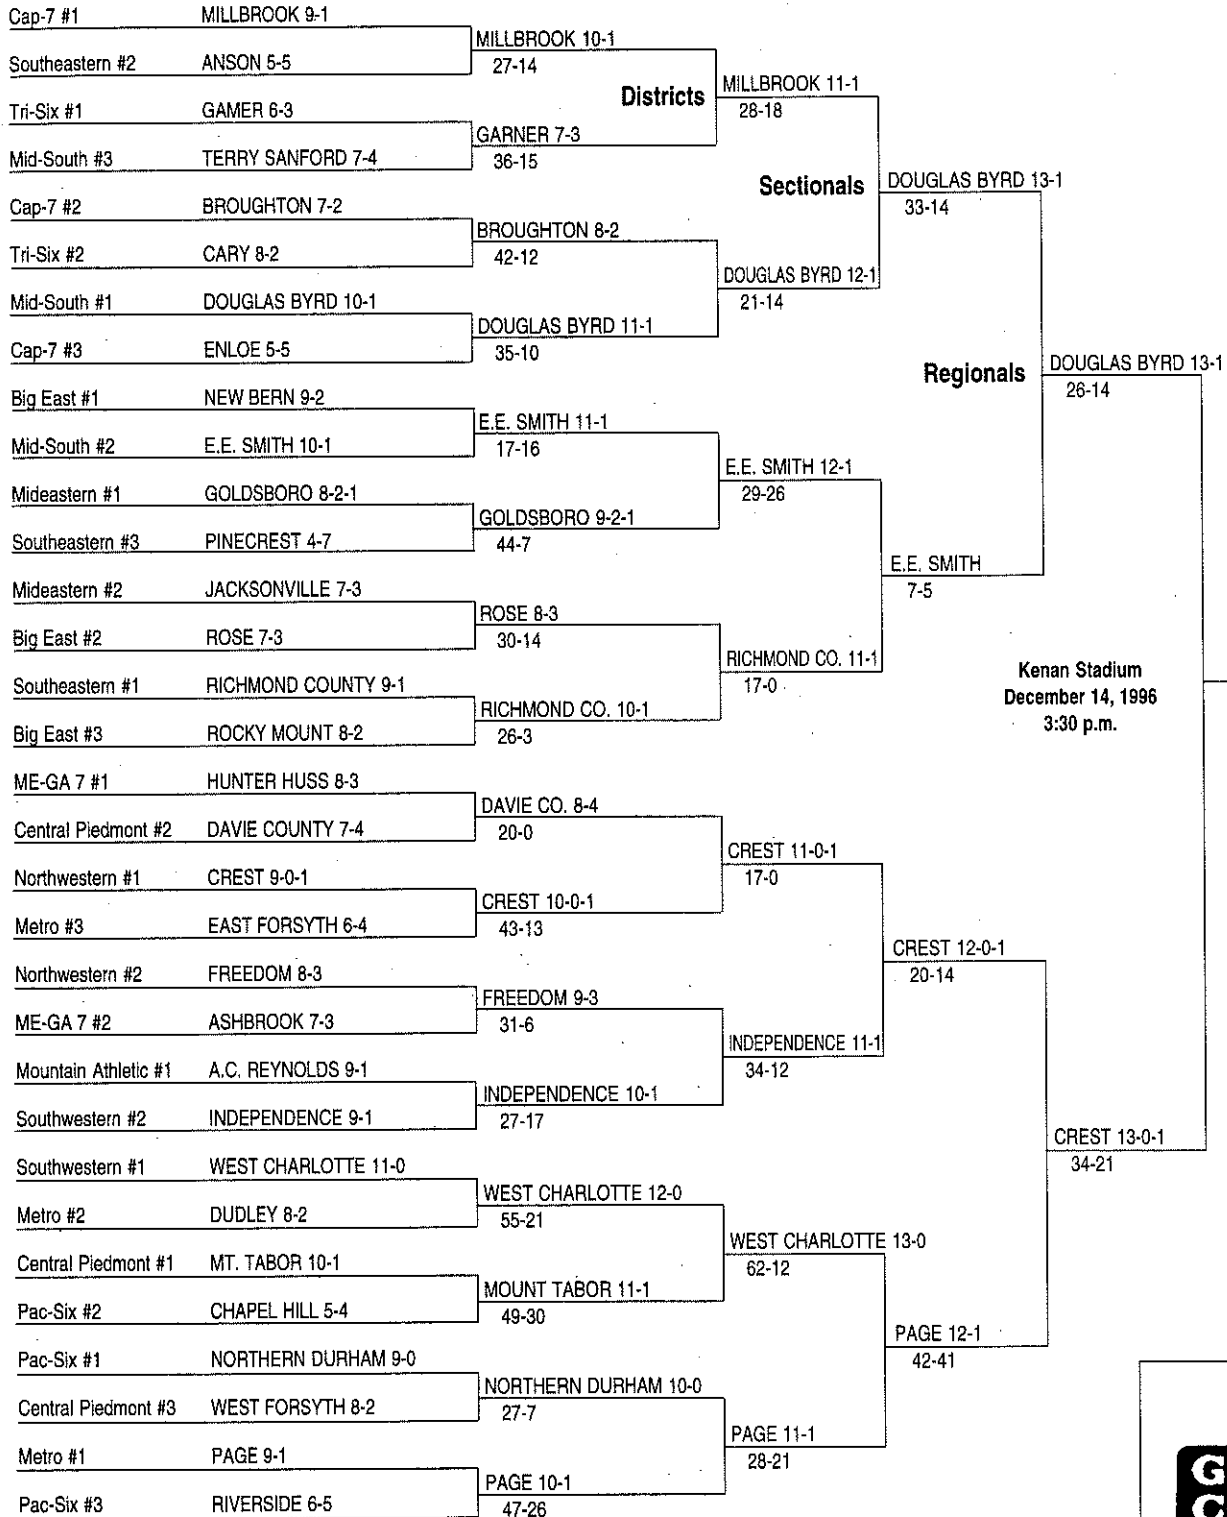 Cap-7 #1 MILLBROOK 9-1
MILLBROOK 10-1
27-14
Southeastern #2 ANSON 5-5
Districts
MILLBROOK 11-1
28-18
Tri-Six #1 GAMER 6-3
GARNER 7-3
36-15
Mid-South #3 TERRY SANFORD 7-4
Sectionals
DOUGLAS BYRD 13-1
33-14
Cap-7 #2 BROUGHTON 7-2
BROUGHTON 8-2
42-12
Tri-Six #2 CARY 8-2
DOUGLAS BYRD 12-1
21-14
Mid-South #1 DOUGLAS BYRD 10-1
DOUGLAS BYRD 11-1
35-10
Cap-7 #3 ENLOE 5-5
Regionals
DOUGLAS BYRD 13-1
26-14
Big East #1 NEW BERN 9-2
E.E. SMITH 11-1
17-16
Mid-South #2 E.E. SMITH 10-1
E.E. SMITH 12-1
29-26
Mideastern #1 GOLDSBORO 8-2-1
GOLDSBORO 9-2-1
44-7
Southeastern #3 PINECREST 4-7
E.E. SMITH
7-5
Mideastern #2 JACKSONVILLE 7-3
ROSE 8-3
30-14
Big East #2 ROSE 7-3
RICHMOND CO. 11-1
17-0
Southeastern #1 RICHMOND COUNTY 9-1
RICHMOND CO. 10-1
26-3
Big East #3 ROCKY MOUNT 8-2
Kenan Stadium
December 14, 1996
3:30 p.m.
ME-GA 7 #1 HUNTER HUSS 8-3
DAVIE CO. 8-4
20-0
Central Piedmont #2 DAVIE COUNTY 7-4
CREST 11-0-1
17-0
Northwestern #1 CREST 9-0-1
CREST 10-0-1
43-13
Metro #3 EAST FORSYTH 6-4
CREST 12-0-1
20-14
Northwestern #2 FREEDOM 8-3
FREEDOM 9-3
31-6
ME-GA 7 #2 ASHBROOK 7-3
INDEPENDENCE 11-1
34-12
Mountain Athletic #1 A.C. REYNOLDS 9-1
INDEPENDENCE 10-1
27-17
Southwestern #2 INDEPENDENCE 9-1
CREST 13-0-1
34-21
Southwestern #1 WEST CHARLOTTE 11-0
WEST CHARLOTTE 12-0
55-21
Metro #2 DUDLEY 8-2
WEST CHARLOTTE 13-0
62-12
Central Piedmont #1 MT. TABOR 10-1
MOUNT TABOR 11-1
49-30
Pac-Six #2 CHAPEL HILL 5-4
PAGE 12-1
42-41
Pac-Six #1 NORTHERN DURHAM 9-0
NORTHERN DURHAM 10-0
27-7
Central Piedmont #3 WEST FORSYTH 8-2
PAGE 11-1
28-21
Metro #1 PAGE 9-1
PAGE 10-1
47-26
Pac-Six #3 RIVERSIDE 6-5
G
C